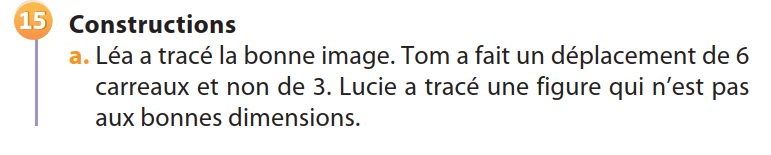 15 Constructions
a. Léa a tracé la bonne image. Tom a fait un déplacement de 6
carreaux et non de 3. Lucie a tracé une figure qui n'est pas
aux bonnes dimensions.